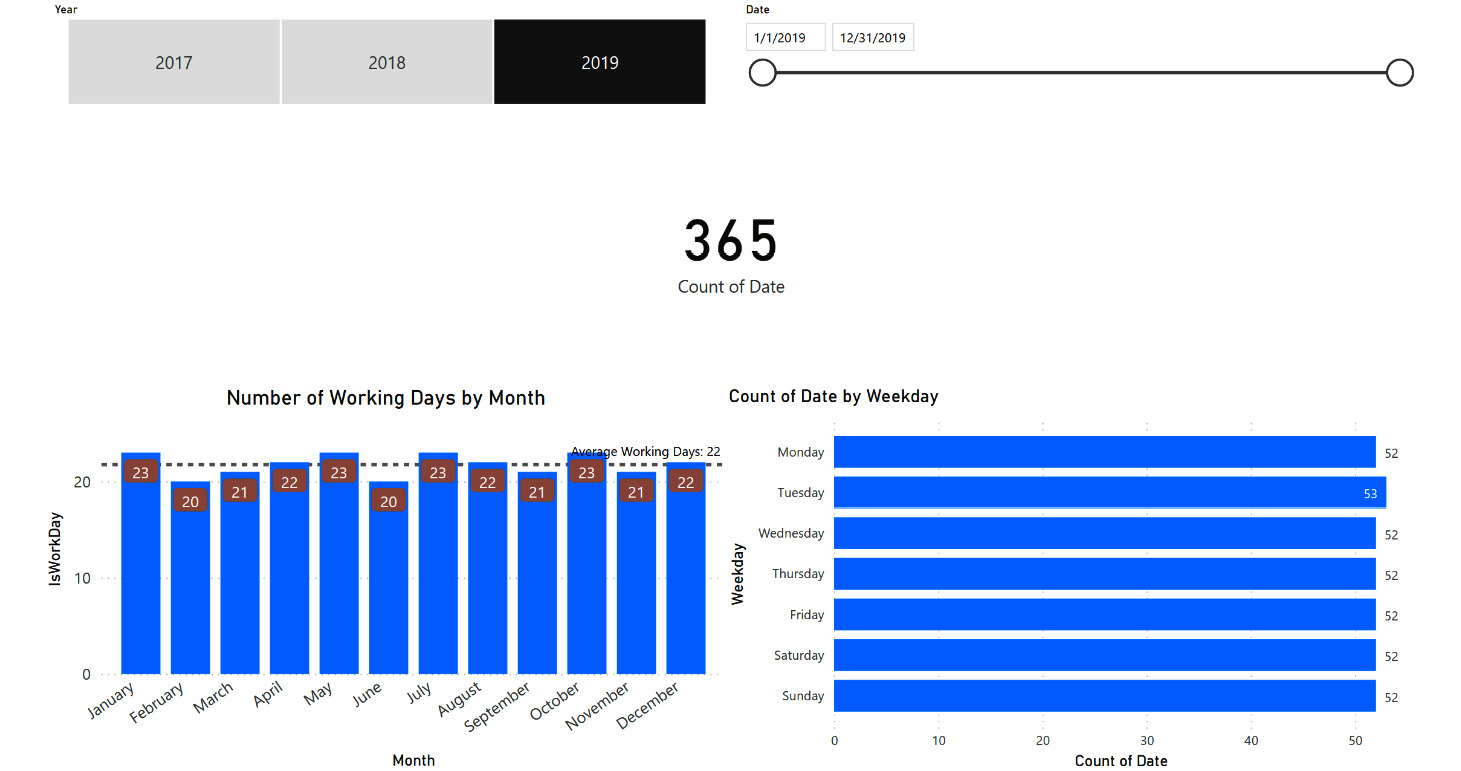 Year
2017 2018 2019
Date
1/1/2019 12/31/2019
365
Count of Date
Number of Working Days by Month
Average Working Days: 22
IsWorkDay
20
10
0
23 20 21 22 23 20 23 22 21 23 21 22
January February March April May June July August September October November December
Month
Count of Date by Weekday
Weekday
Monday 52
Tuesday 53
Wednesday 52
Thursday 52
Friday 52
Saturday 52
Sunday 52
0 10 20 30 40 50
Count of Date